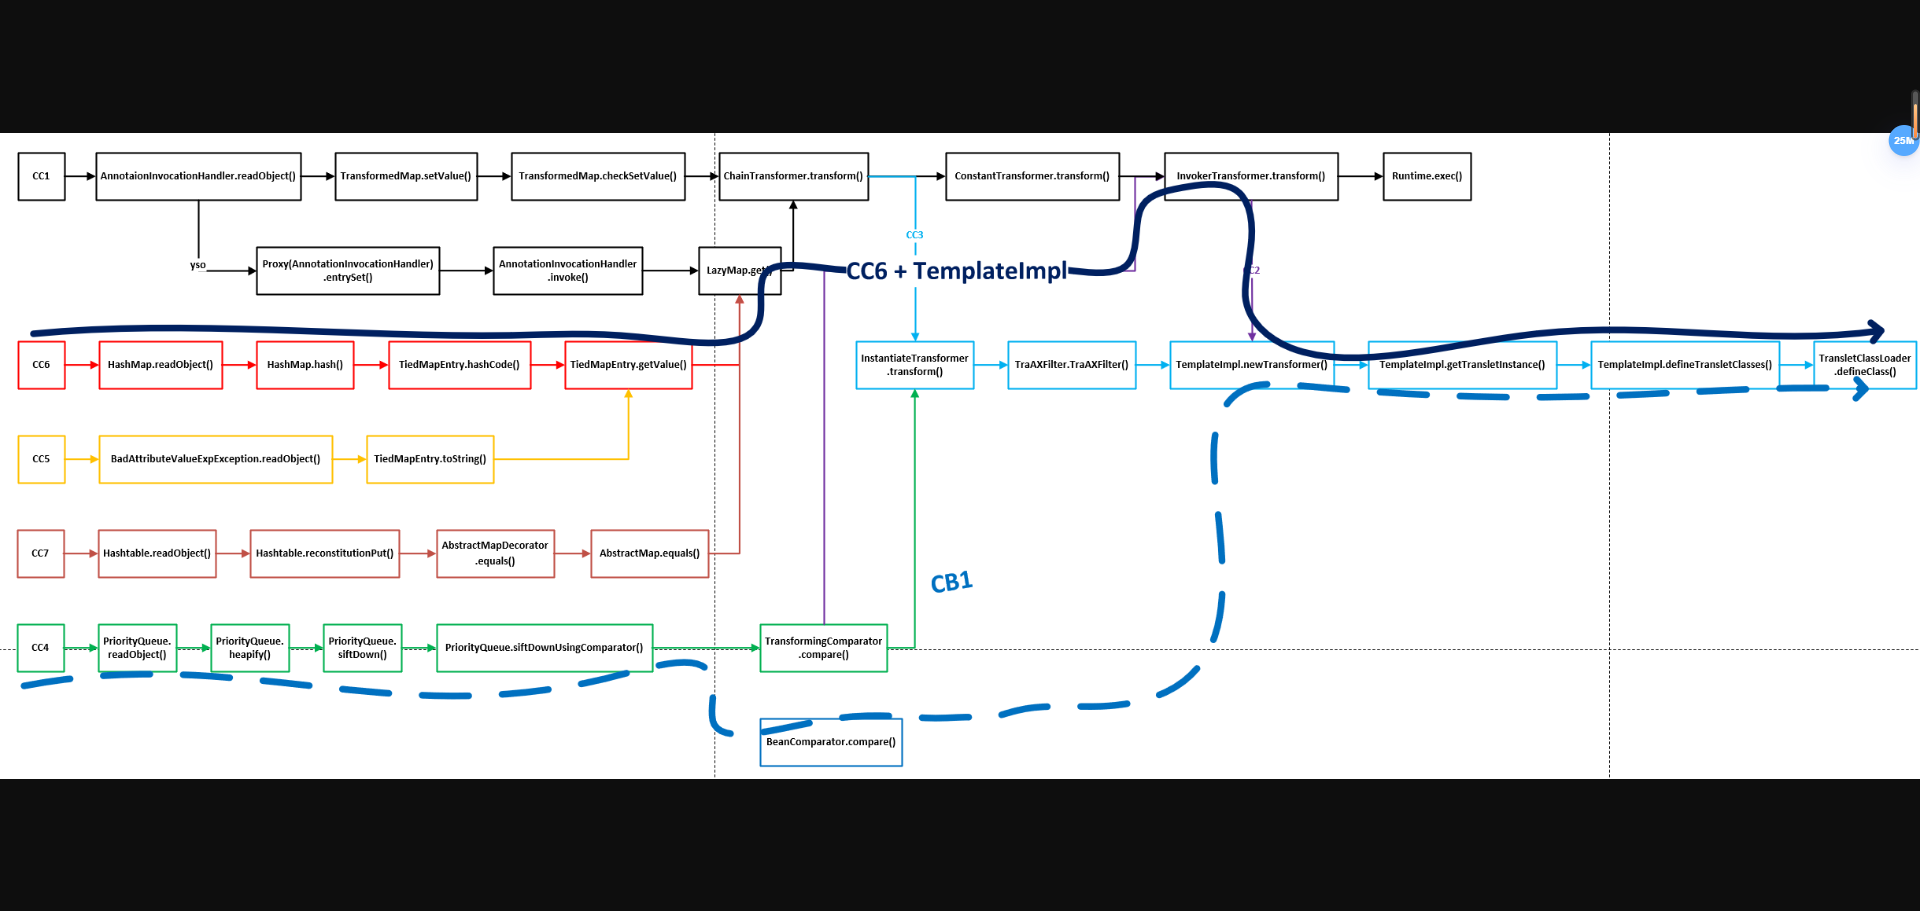 25M
CC1
AnnotaionInvocationHandler.readObject()
TransformedMap.setValue()
TransformedMap.checkSetValue()
ChainTransformer.transform()
ConstantTransformer.transform()
InvokerTransformer.transform()
Runtime.exec()
CC3
yso
Proxy(AnnotationInvocationHandler)
.entrySet()
AnnotationInvocationHandler
.invoke()
LazyMap.get()
CC6 + TemplateImpl
CC2
CC6
HashMap.readObject()
HashMap.hash()
TiedMapEntry.hashCode()
TiedMapEntry.getValue()
InstantiateTransformer
.transform()
TraAXFilter.TraAXFilter()
TemplateImpl.newTransformer()
TemplateImpl.getTransletInstance()
TemplateImpl.defineTransletClasses()
TransletClassLoader
.defineClass()
CC5
BadAttributeValueExpException.readObject()
TiedMapEntry.toString()
CC7
Hashtable.readObject()
Hashtable.reconstitutionPut()
AbstractMapDecorator
.equals()
AbstractMap.equals()
CB1
CC4
PriorityQueue.
readObject()
PriorityQueue.
heapify()
PriorityQueue.
siftDown()
PriorityQueue.siftDownUsingComparator()
TransformingComparator
.compare()
BeanComparator.compare()